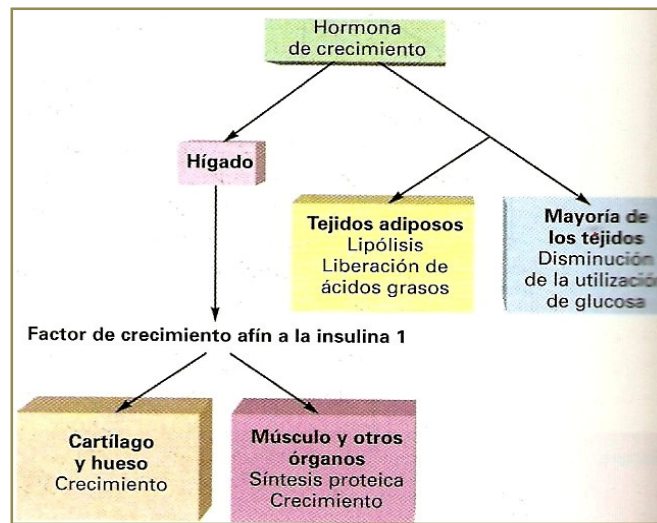 Hormona
de crecimiento
Hígado
Tejidos adiposos
Lipólisis
Liberación de
ácidos grasos
Mayoría de
los tejidos
Disminución
de la utilización
de glucosa
Factor de crecimiento afín a la insulina 1
Cartílago
y hueso
Crecimiento
Músculo y otros
órganos
Síntesis proteica
Crecimiento